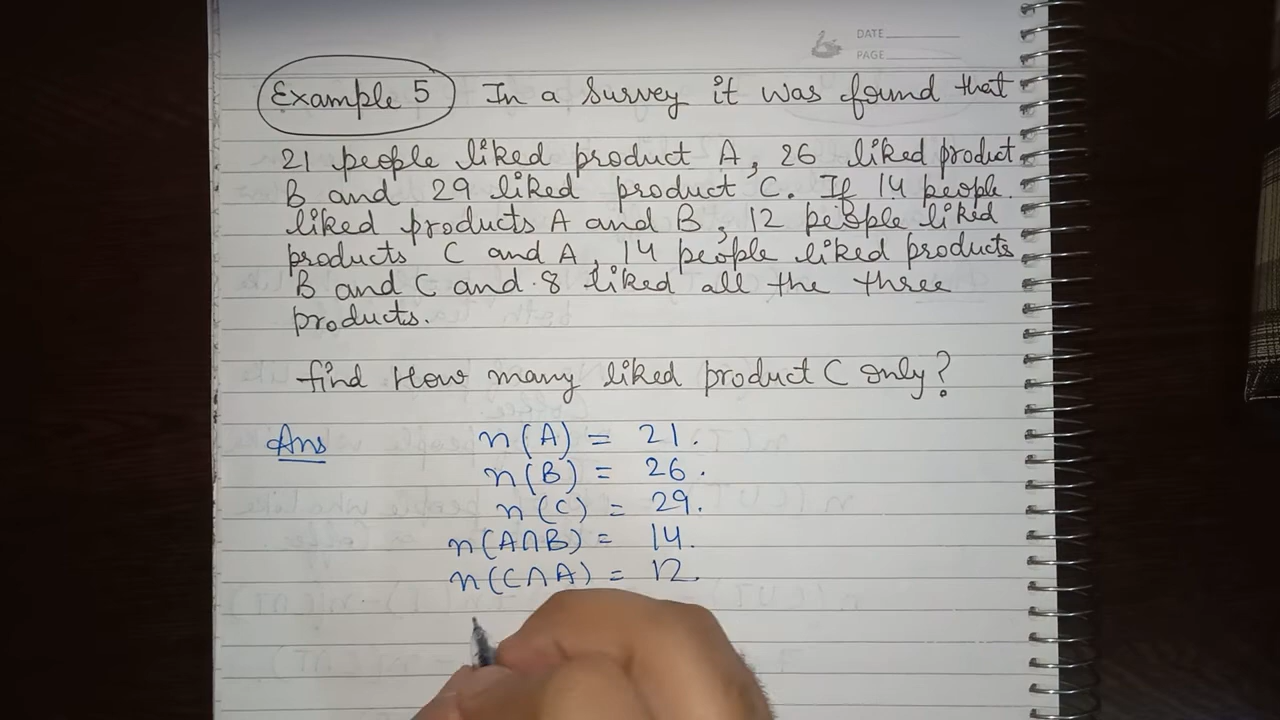 DATE
PAGE
Example 5 In a survey it was found that
21 people liked product A, 26 liked product
B and 29 liked product C. If 14 people
liked products A and B, 12 people liked
products C and A, 14 people liked products
B and C and 8 liked all the three
products.
find How many liked product C only?
Ans n(A) = 21.
n(B) = 26.
n(C) = 29.
n(A∩B) = 14.
n(C∩A) = 12.